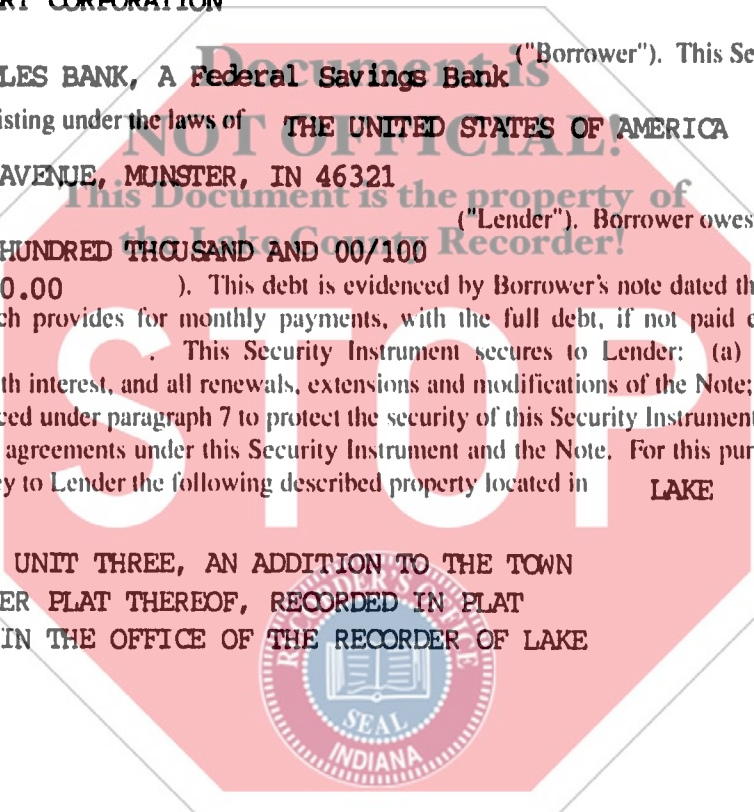 CORPORATION
("Borrower"). This Se
LES BANK, A Federal Savings Bank
Document is
isting under the laws of THE UNITED STATES OF AMERICA
NOT OFFICIAL!
AVENUE, MUNSTER, IN 46321
This Document is the property of
("Lender"). Borrower owes
the Lake County Recorder!
HUNDRED THOUSAND AND 00/100
0.00 ). This debt is evidenced by Borrower's note dated th
ch provides for monthly payments, with the full debt, if not paid e
. This Security Instrument secures to Lender: (a)
th interest, and all renewals, extensions and modifications of the Note;
ced under paragraph 7 to protect the security of this Security Instrument
agreements under this Security Instrument and the Note. For this pur
ey to Lender the following described property located in LAKE
STOP
UNIT THREE, AN ADDITION TO THE TOWN
ER PLAT THEREOF, RECORDED IN PLAT
IN THE OFFICE OF THE RECORDER OF LAKE
RECORDER'S OFFICE
SEAL
INDIANA